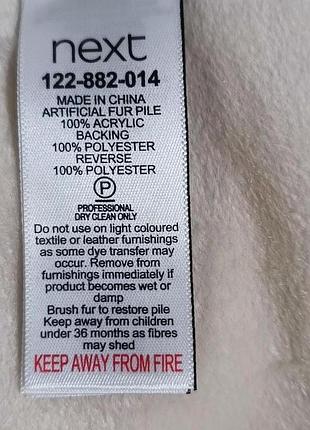 next
122-882-014
MADE IN CHINA
ARTIFICIAL FUR PILE
100% ACRYLIC
BACKING
100% POLYESTER
REVERSE
100% POLYESTER
P
PROFESSIONAL
DRY CLEAN ONLY
Do not use on light coloured
textile or leather furnishings
as some dye transfer may
occur. Remove from
furnishings immediately if
product becomes wet or
damp
Brush fur to restore pile
Keep away from children
under 36 months as fibres
may shed
KEEP AWAY FROM FIRE